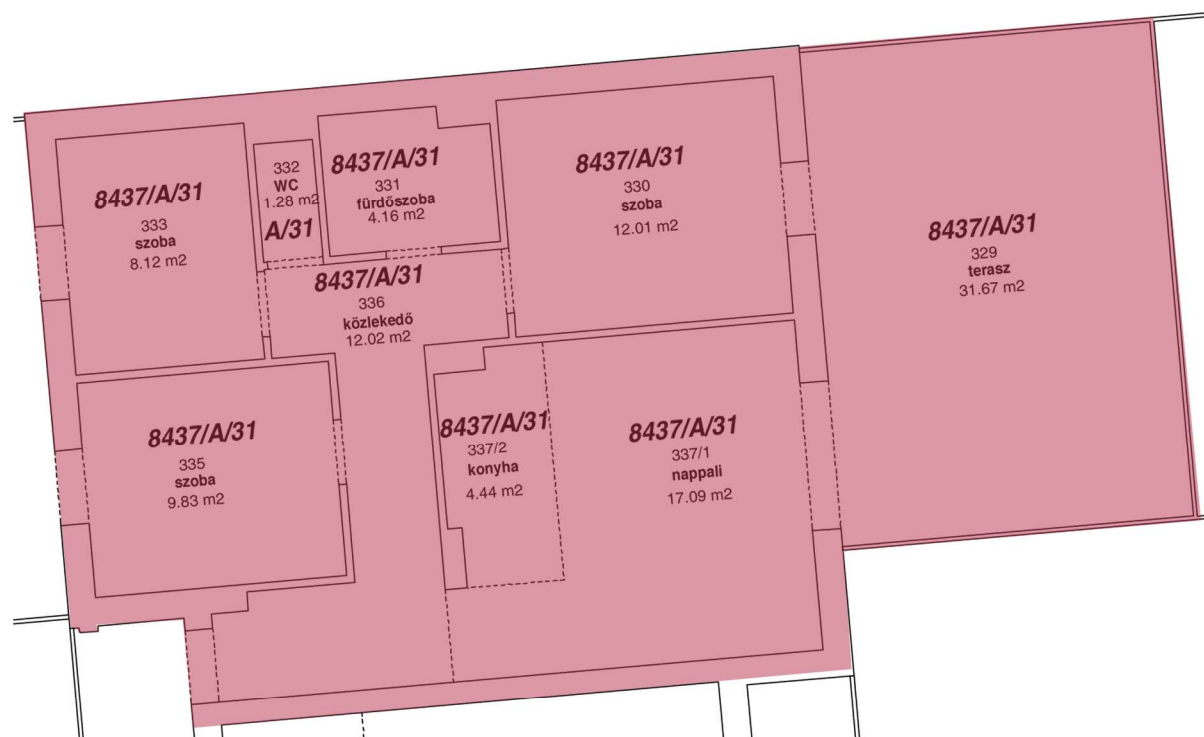 8437/A/31
333
szoba
8.12 m2
332
WC
1.28 m2
A/31
8437/A/31
331
fürdőszoba
4.16 m2
8437/A/31
330
szoba
12.01 m2
8437/A/31
329
terasz
31.67 m2
8437/A/31
336
közlekedő
12.02 m2
8437/A/31
335
szoba
9.83 m2
8437/A/31
337/2
konyha
4.44 m2
8437/A/31
337/1
nappali
17.09 m2